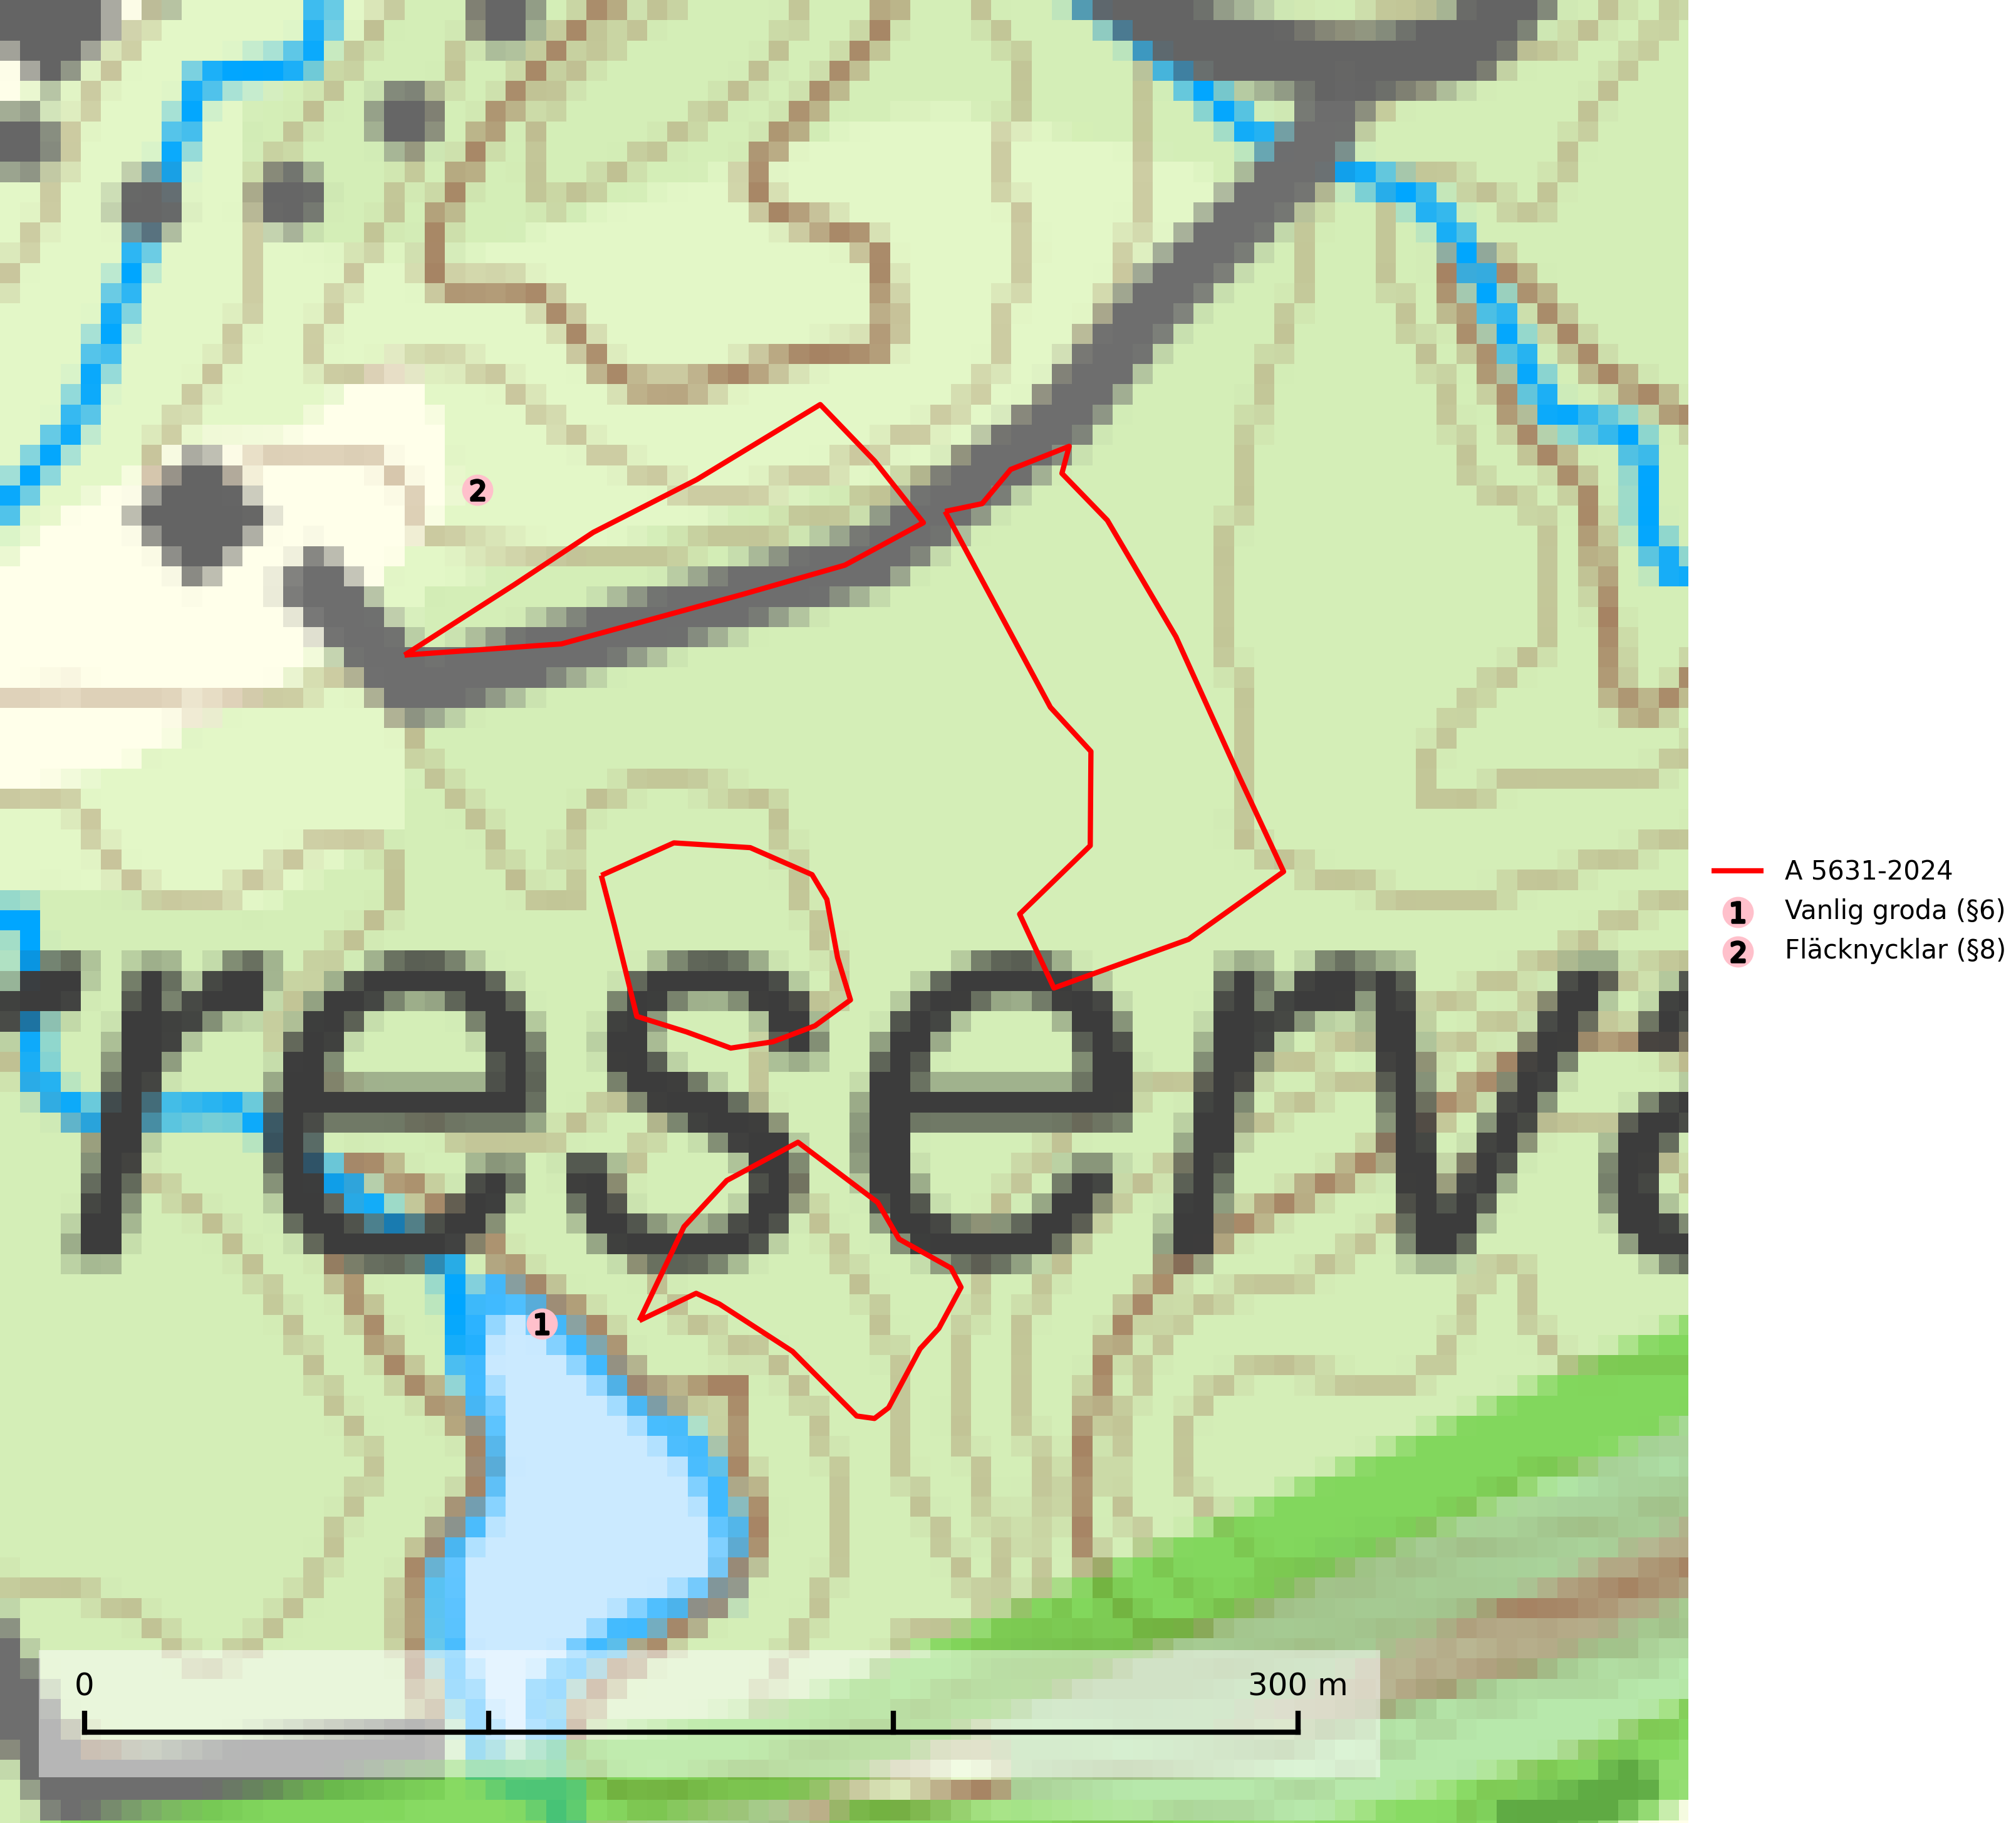 2
reserva
1
0 300 m
A 5631-2024
1 Vanlig groda (§6)
2 Fläcknycklar (§8)